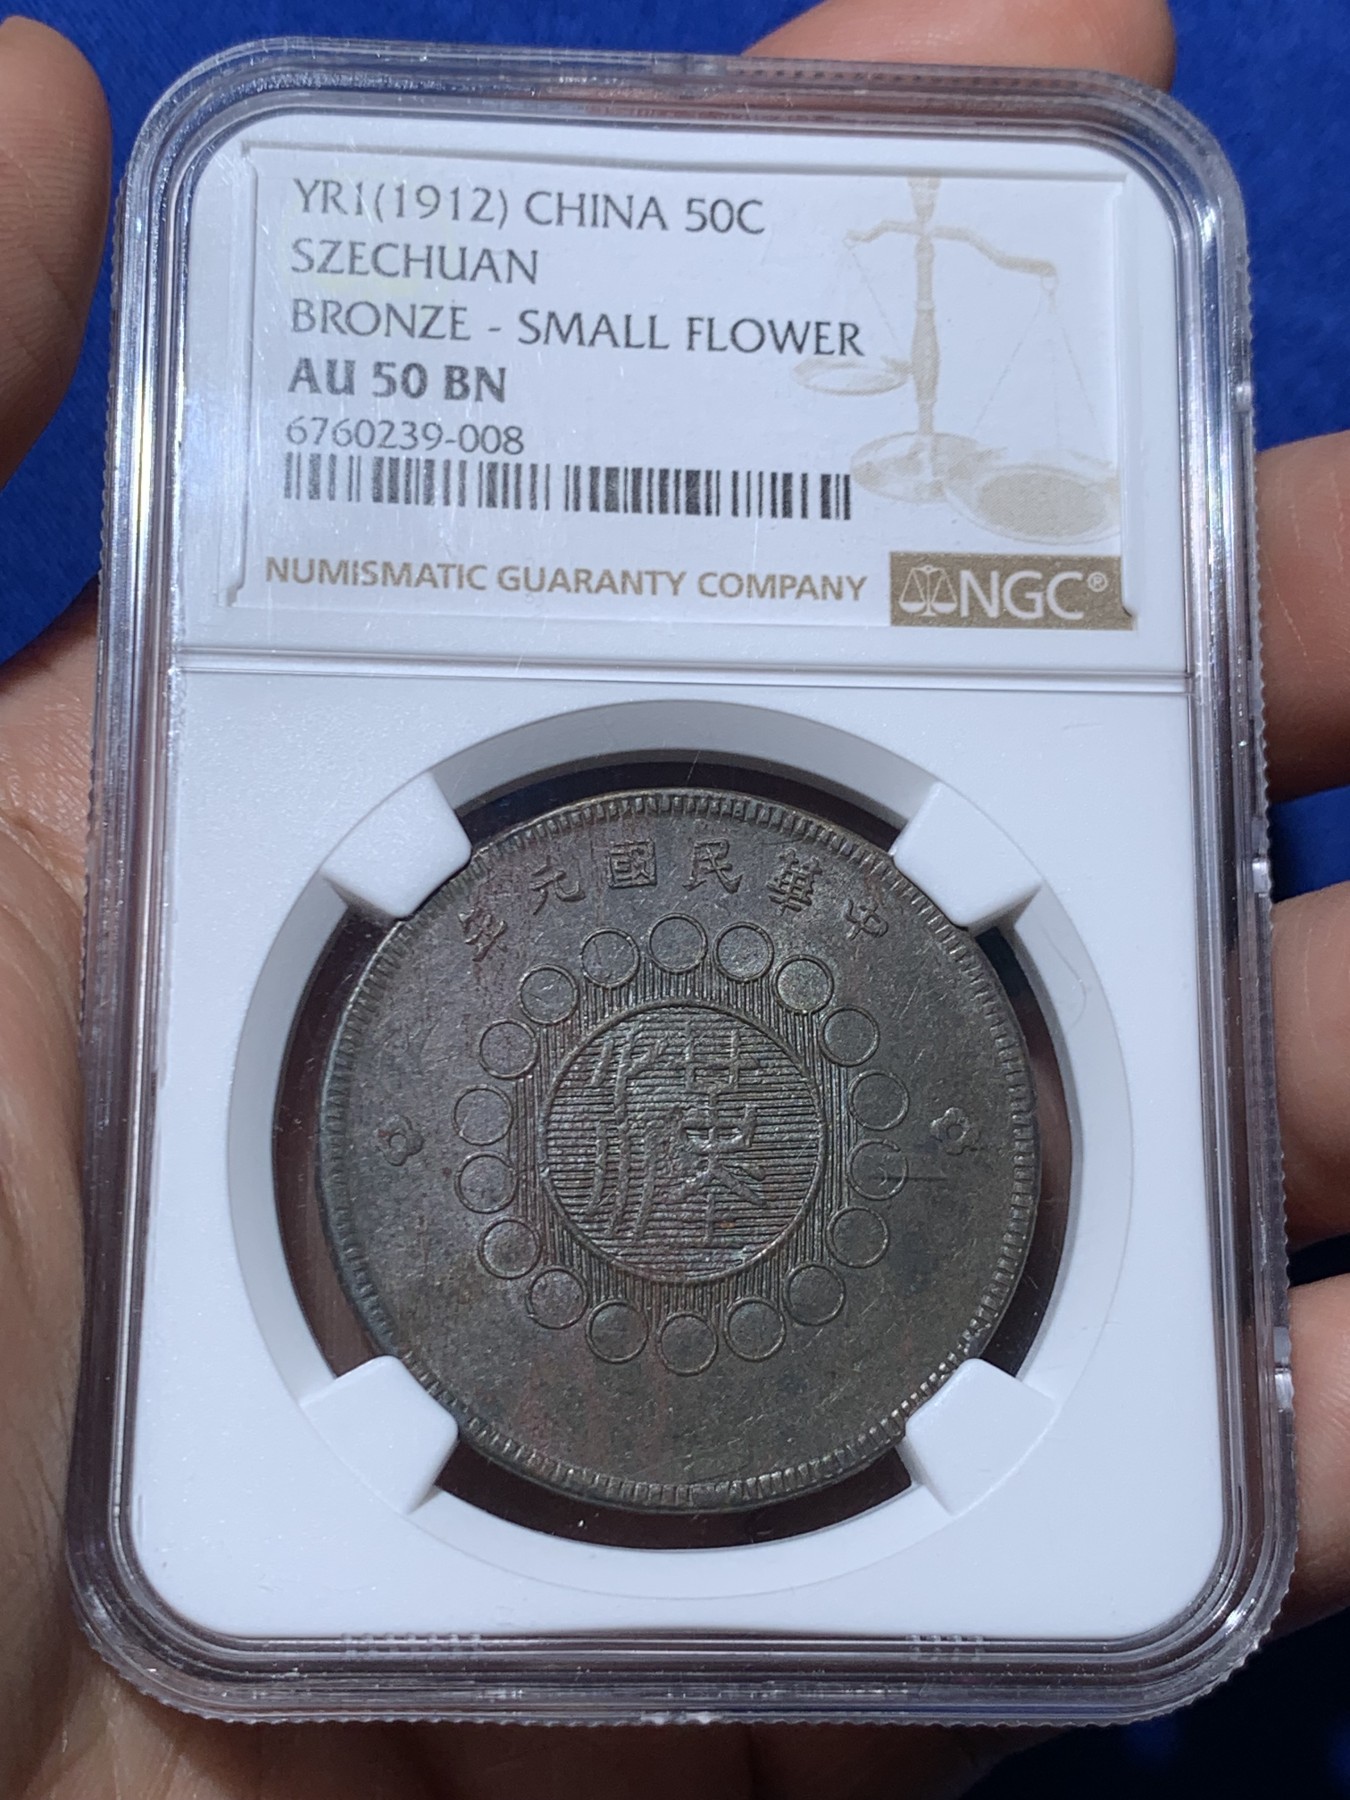 YR1(1912) CHINA 50C
SZECHUAN
BRONZE - SMALL FLOWER
AU 50 BN
6760239-008
NUMISMATIC GUARANTY COMPANY
NGC®
中華民國元年
漢